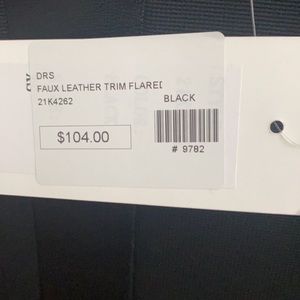 DRS
FAUX LEATHER TRIM FLARED
21K4262
BLACK
$104.00
# 9782